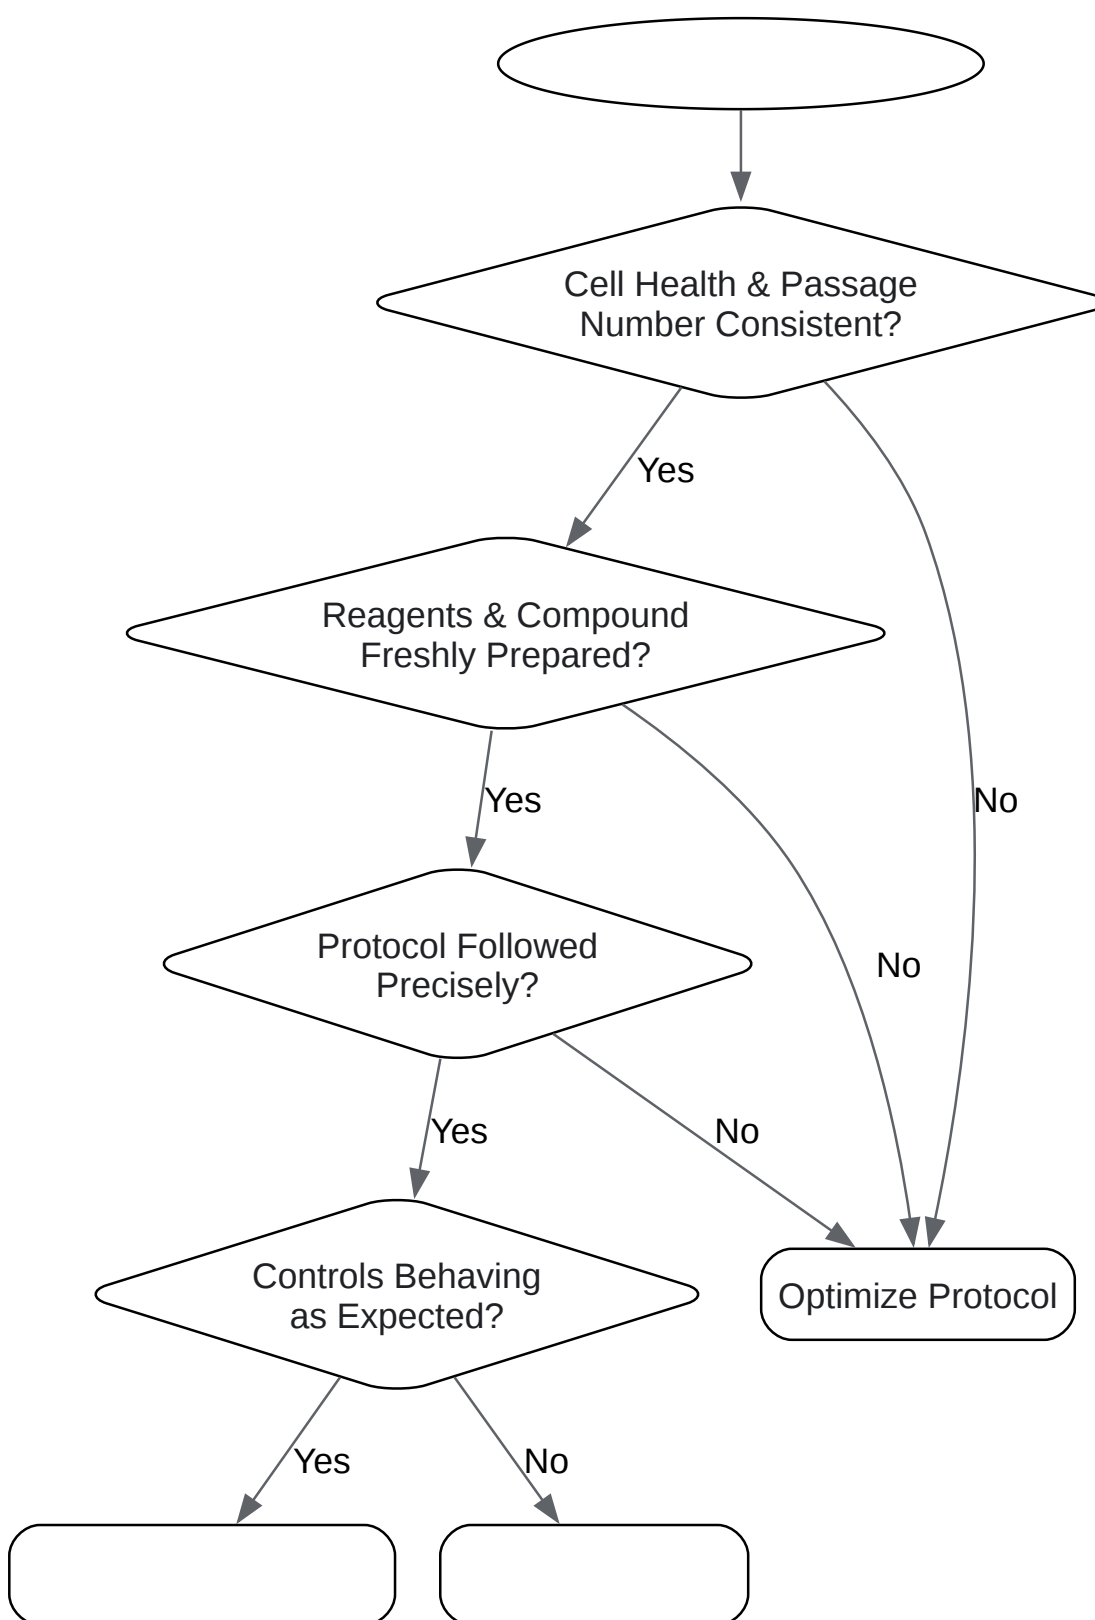 Cell Health & Passage
Number Consistent?
Yes
Reagents & Compound
Freshly Prepared?
Yes
No
Protocol Followed
Precisely?
No
Yes
No
Controls Behaving
as Expected?
Optimize Protocol
Yes
No